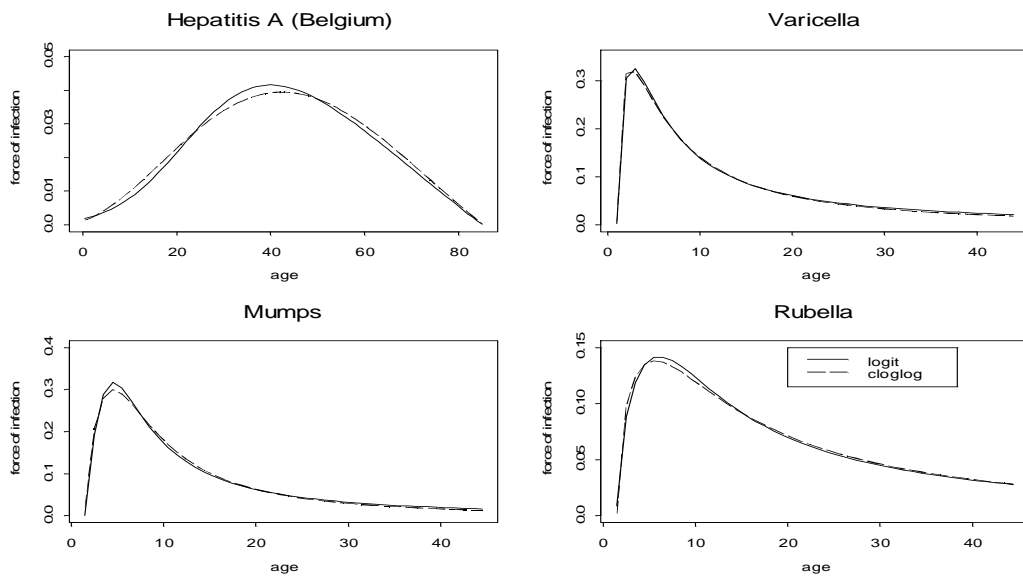 Hepatitis A (Belgium)
force of infection
0.0 0.01 0.03 0.05
0 20 40 60 80
age
Varicella
force of infection
0.0 0.1 0.2 0.3
0 10 20 30 40
age
Mumps
force of infection
0.0 0.1 0.2 0.3 0.4
0 10 20 30 40
age
Rubella
force of infection
0.0 0.05 0.10 0.15
0 10 20 30 40
age
logit
cloglog